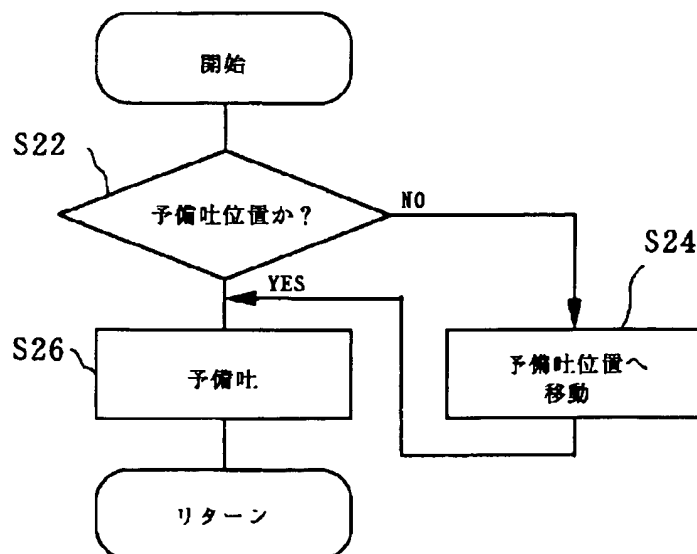 開始
S22
予備吐位置か?
NO
S24
YES
S26
予備吐
予備吐位置へ
移動
リターン